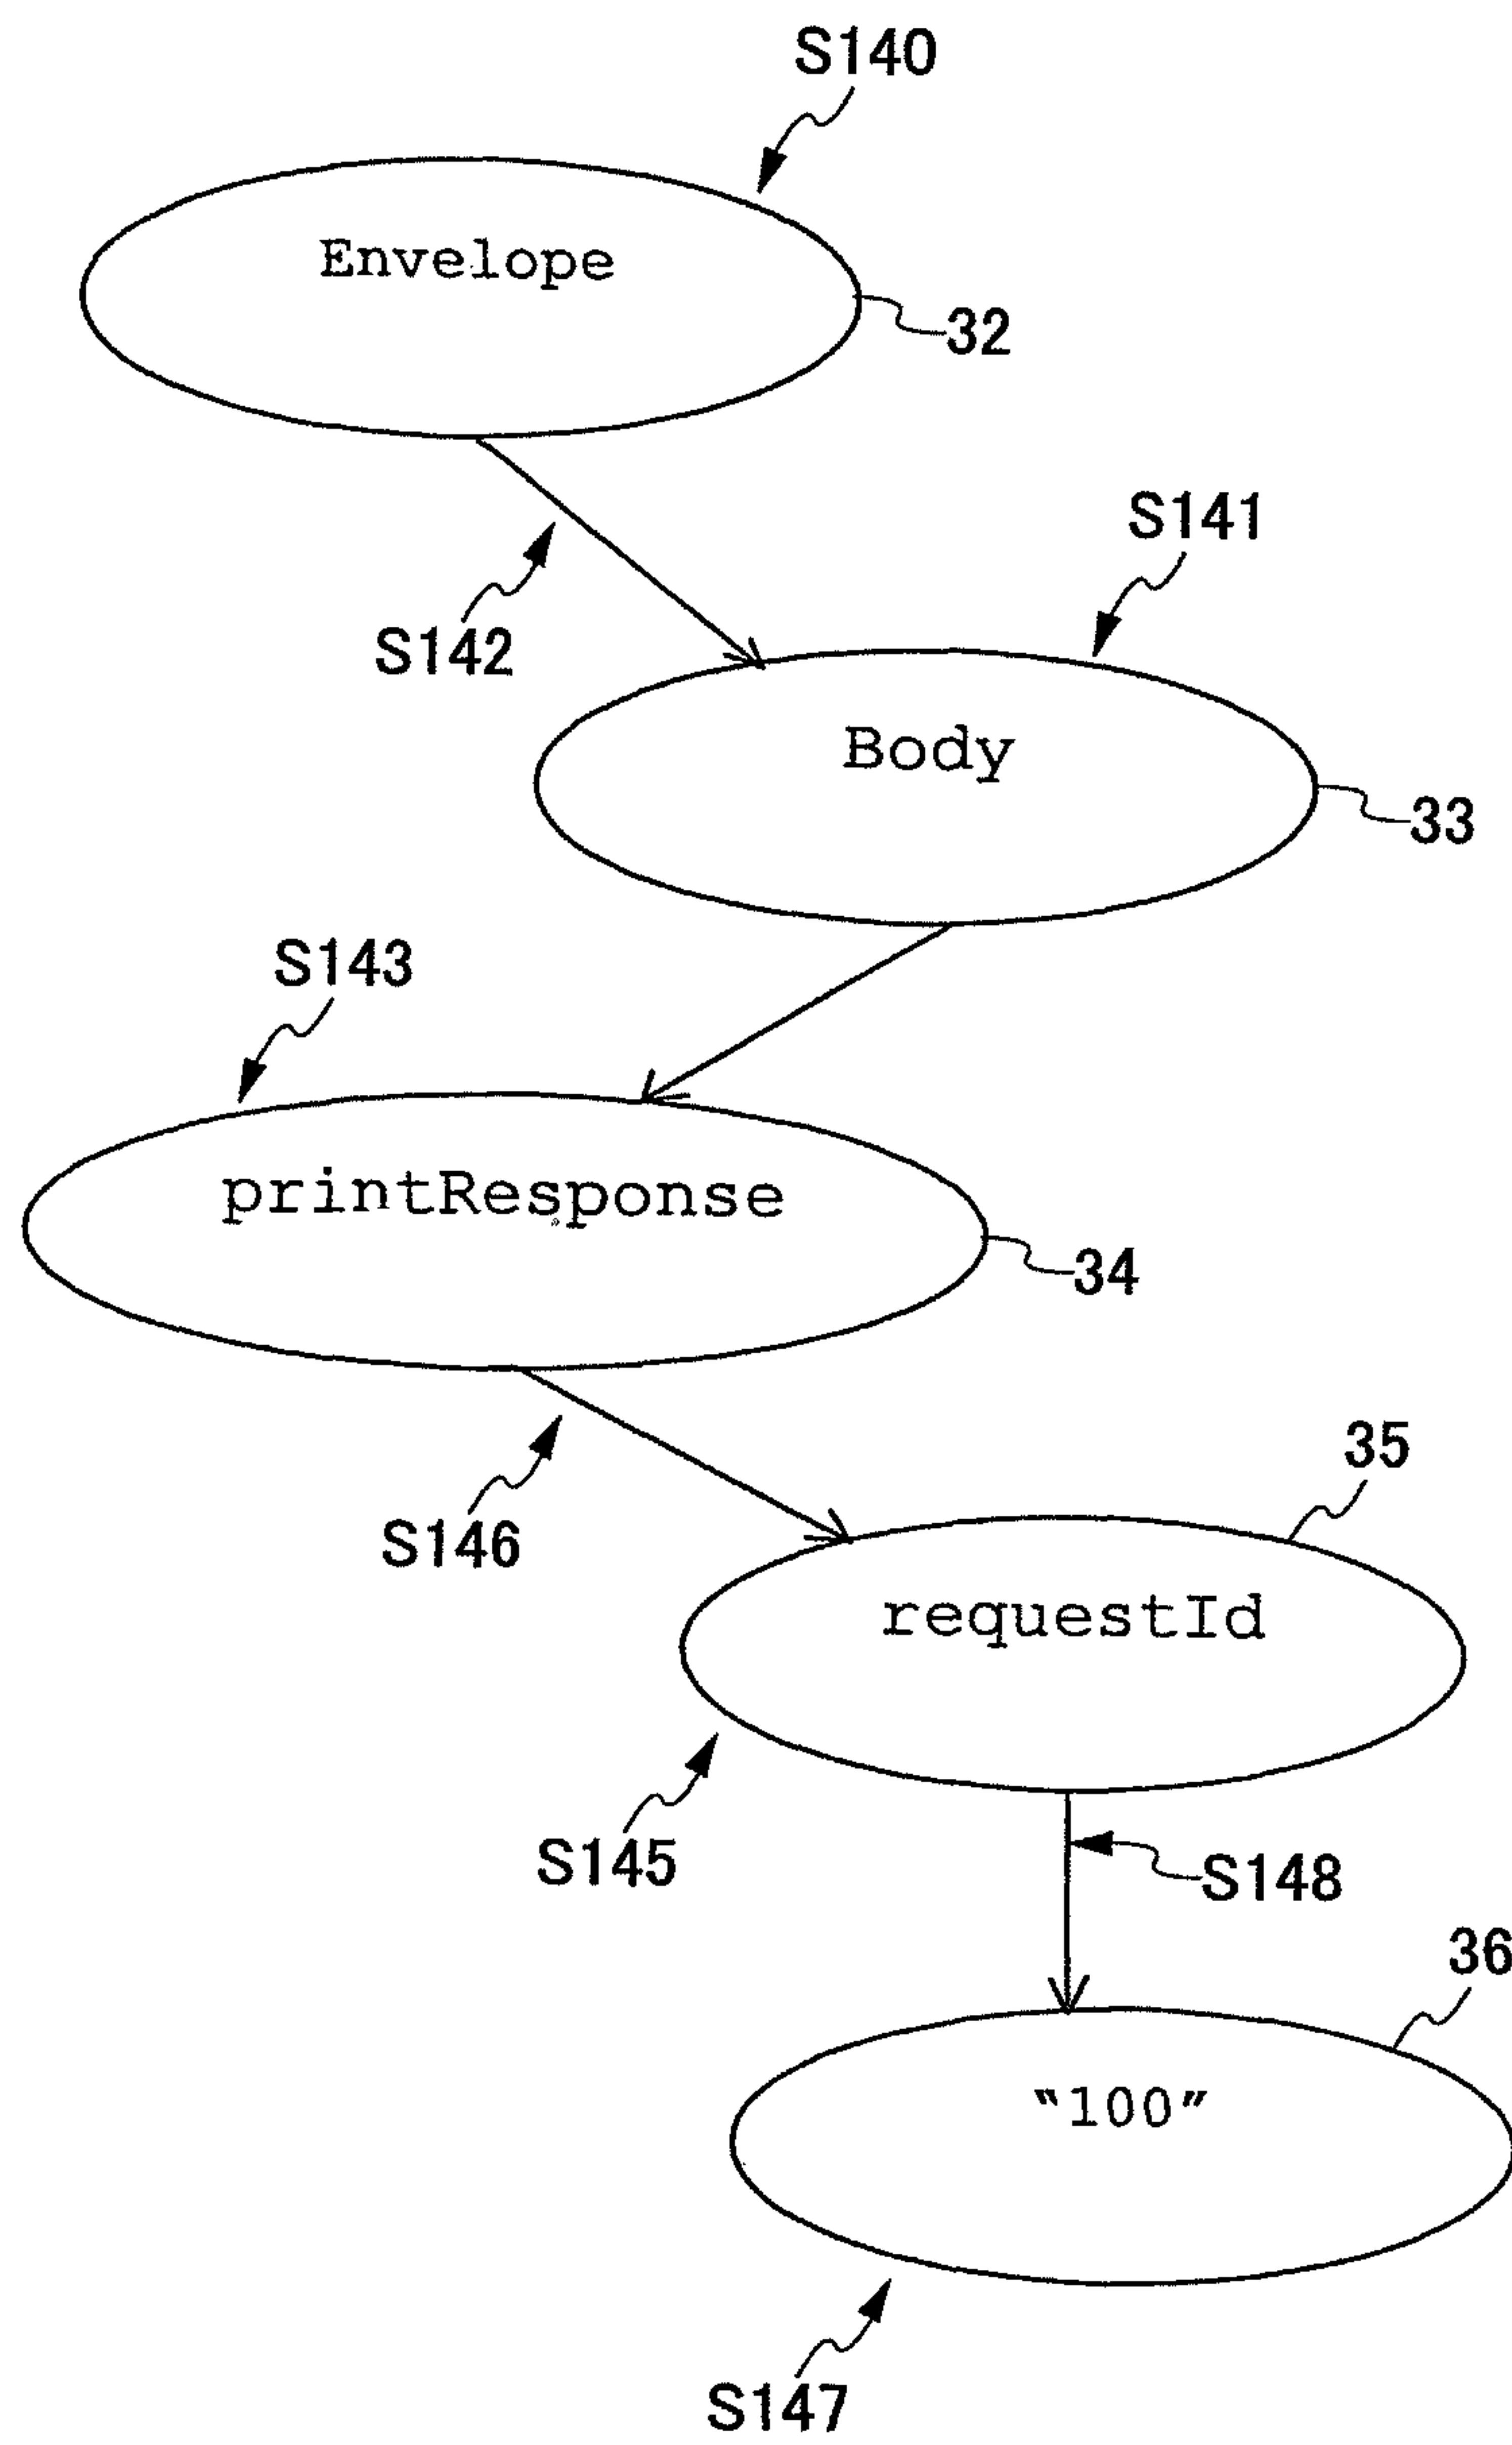 S140
Envelope
32
S141
S142
Body
33
S143
printResponse
34
35
S146
requestId
S145
S148
36
“100”
S147